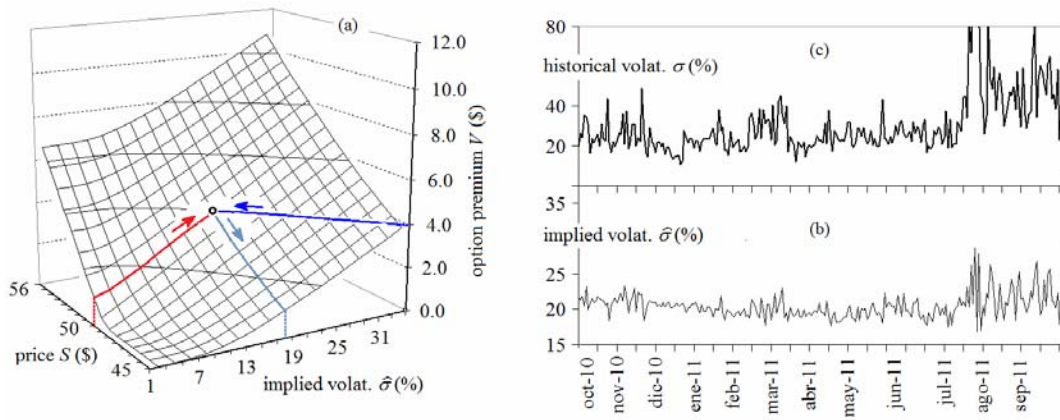 (a)
12.0
10.0
8.0
6.0
4.0
2.0
0.0
option premium V ($)
56
50
45
price S ($)
1
7
13
19
25
31
implied volat. σ̂ (%)
(c)
80
historical volat. σ (%)
40
20
35
implied volat. σ̂ (%)
(b)
25
20
15
oct-10
nov-10
dic-10
ene-11
feb-11
mar-11
abr-11
may-11
jun-11
jul-11
ago-11
sep-11